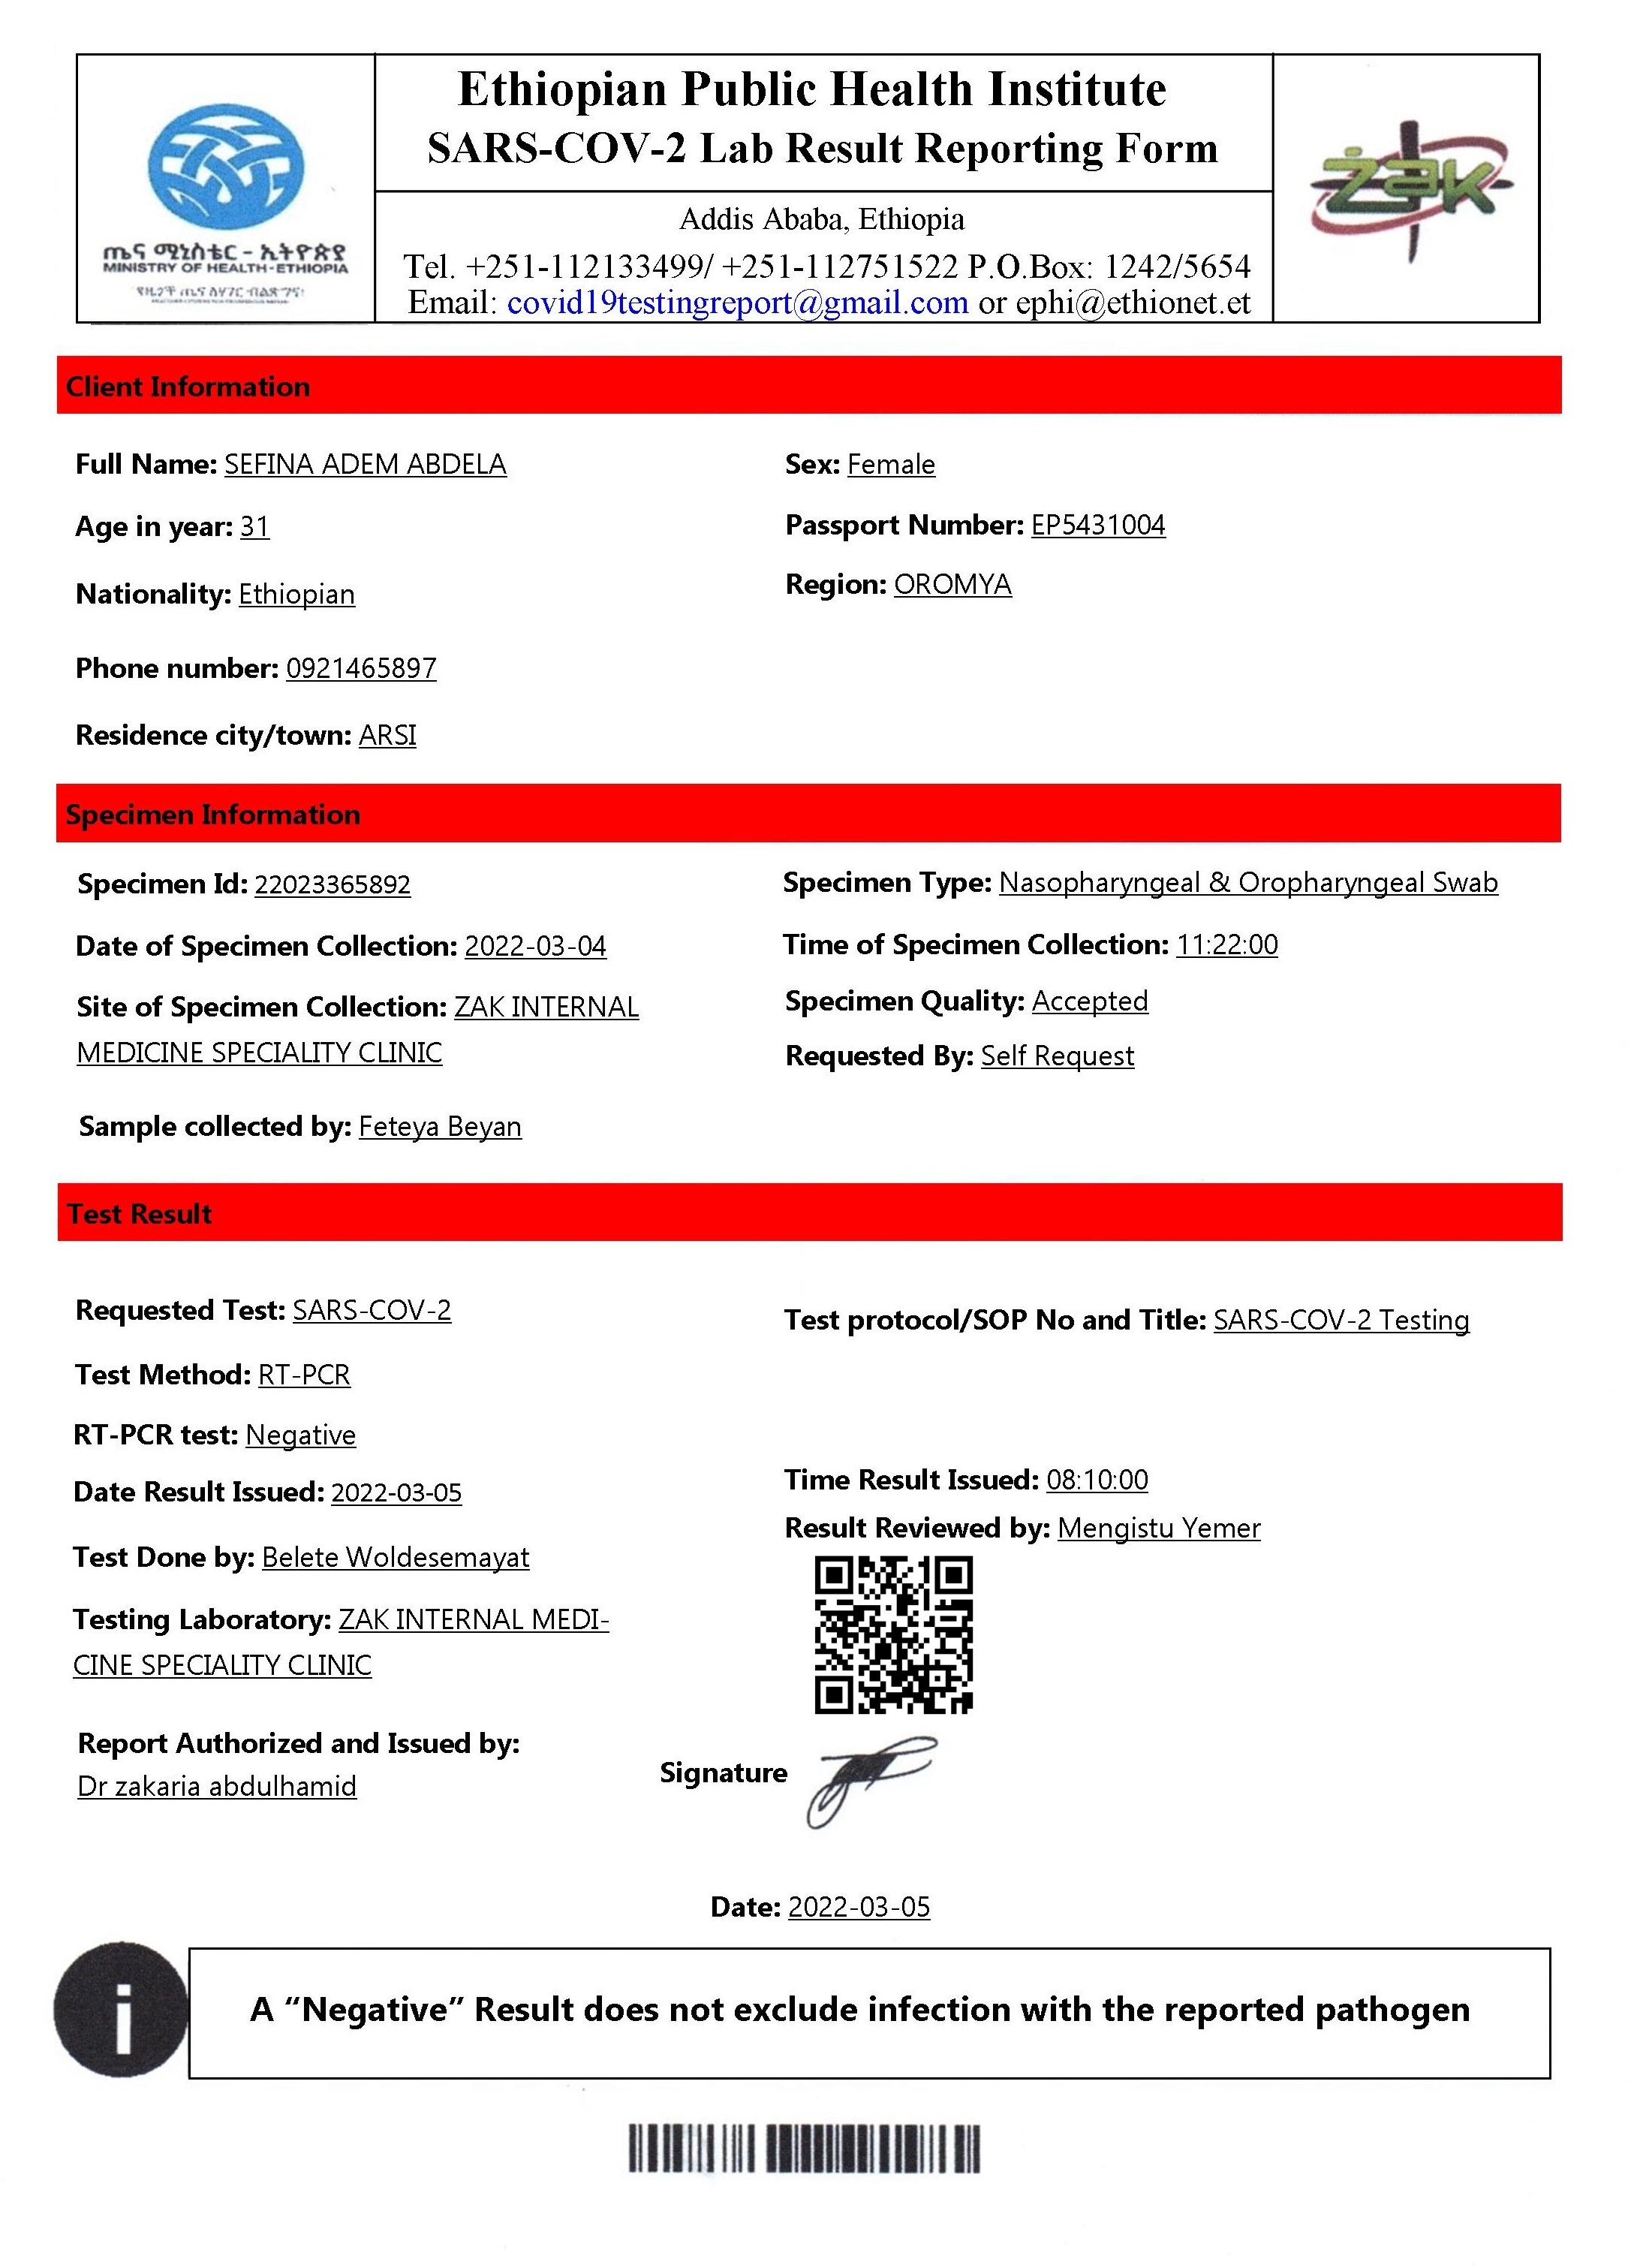 Ethiopian Public Health Institute
SARS-COV-2 Lab Result Reporting Form
Addis Ababa, Ethiopia
Tel. +251-112133499/ +251-112751522 P.O.Box: 1242/5654
Email: covid19testingreport@gmail.com or ephi@ethionet.et
ጤና ሚኒስቴር - ኢትዮጵያ
MINISTRY OF HEALTH-ETHIOPIA
zak
Client Information
Full Name: SEFINA ADEM ABDELA
Sex: Female
Age in year: 31
Passport Number: EP5431004
Nationality: Ethiopian
Region: OROMYA
Phone number: 0921465897
Residence city/town: ARSI
Specimen Information
Specimen Id: 22023365892
Specimen Type: Nasopharyngeal & Oropharyngeal Swab
Date of Specimen Collection: 2022-03-04
Time of Specimen Collection: 11:22:00
Site of Specimen Collection: ZAK INTERNAL
MEDICINE SPECIALITY CLINIC
Specimen Quality: Accepted
Requested By: Self Request
Sample collected by: Feteya Beyan
Test Result
Requested Test: SARS-COV-2
Test protocol/SOP No and Title: SARS-COV-2 Testing
Test Method: RT-PCR
RT-PCR test: Negative
Date Result Issued: 2022-03-05
Time Result Issued: 08:10:00
Result Reviewed by: Mengistu Yemer
Test Done by: Belete Woldesemayat
Testing Laboratory: ZAK INTERNAL MEDI-
CINE SPECIALITY CLINIC
Report Authorized and Issued by:
Dr zakaria abdulhamid
Signature
Date: 2022-03-05
i
A “Negative” Result does not exclude infection with the reported pathogen